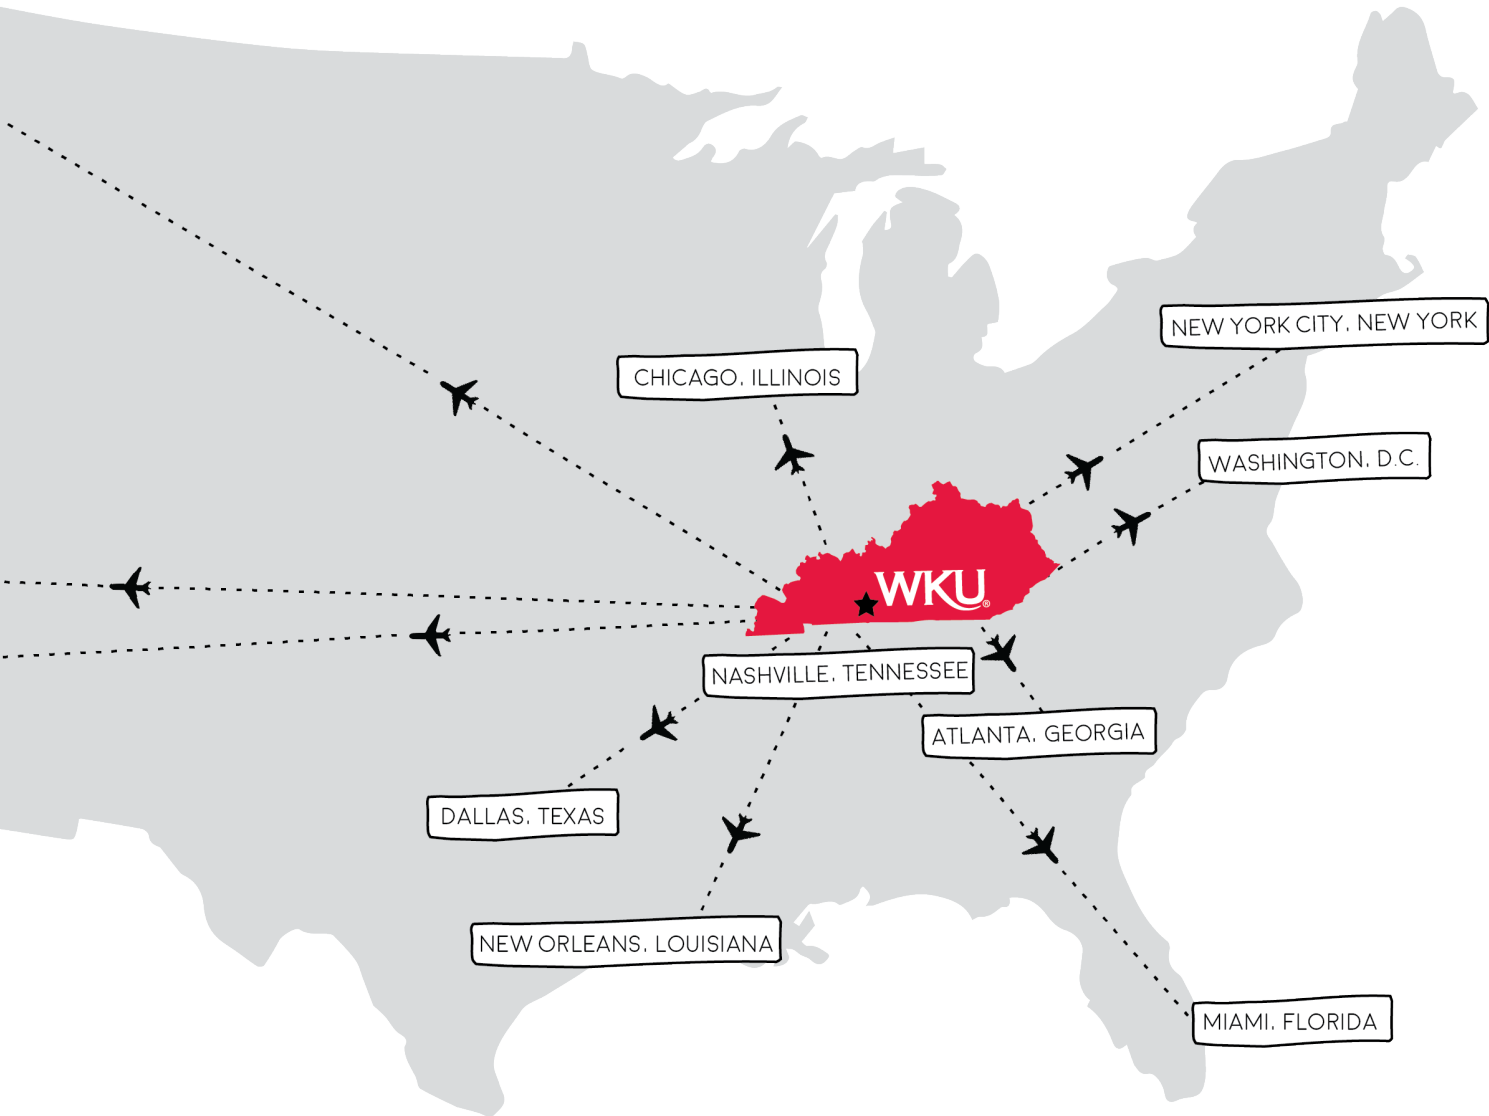 NEW YORK CITY, NEW YORK
CHICAGO, ILLINOIS
WASHINGTON, D.C.
WKU®
NASHVILLE, TENNESSEE
ATLANTA, GEORGIA
DALLAS, TEXAS
NEW ORLEANS, LOUISIANA
MIAMI, FLORIDA